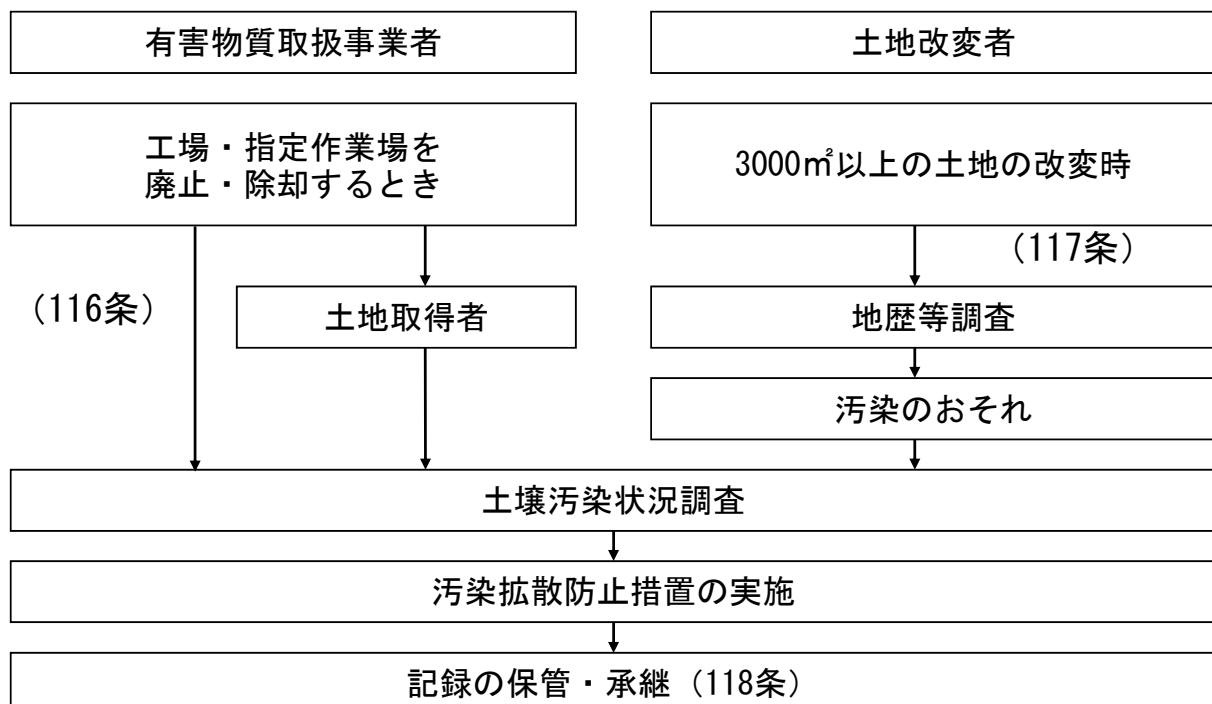 有害物質取扱事業者
土地改変者
工場・指定作業場を
廃止・除却するとき
3000㎡以上の土地の改変時
（117条）
（116条）
土地取得者
地歴等調査
汚染のおそれ
土壌汚染状況調査
汚染拡散防止措置の実施
記録の保管・承継（118条）